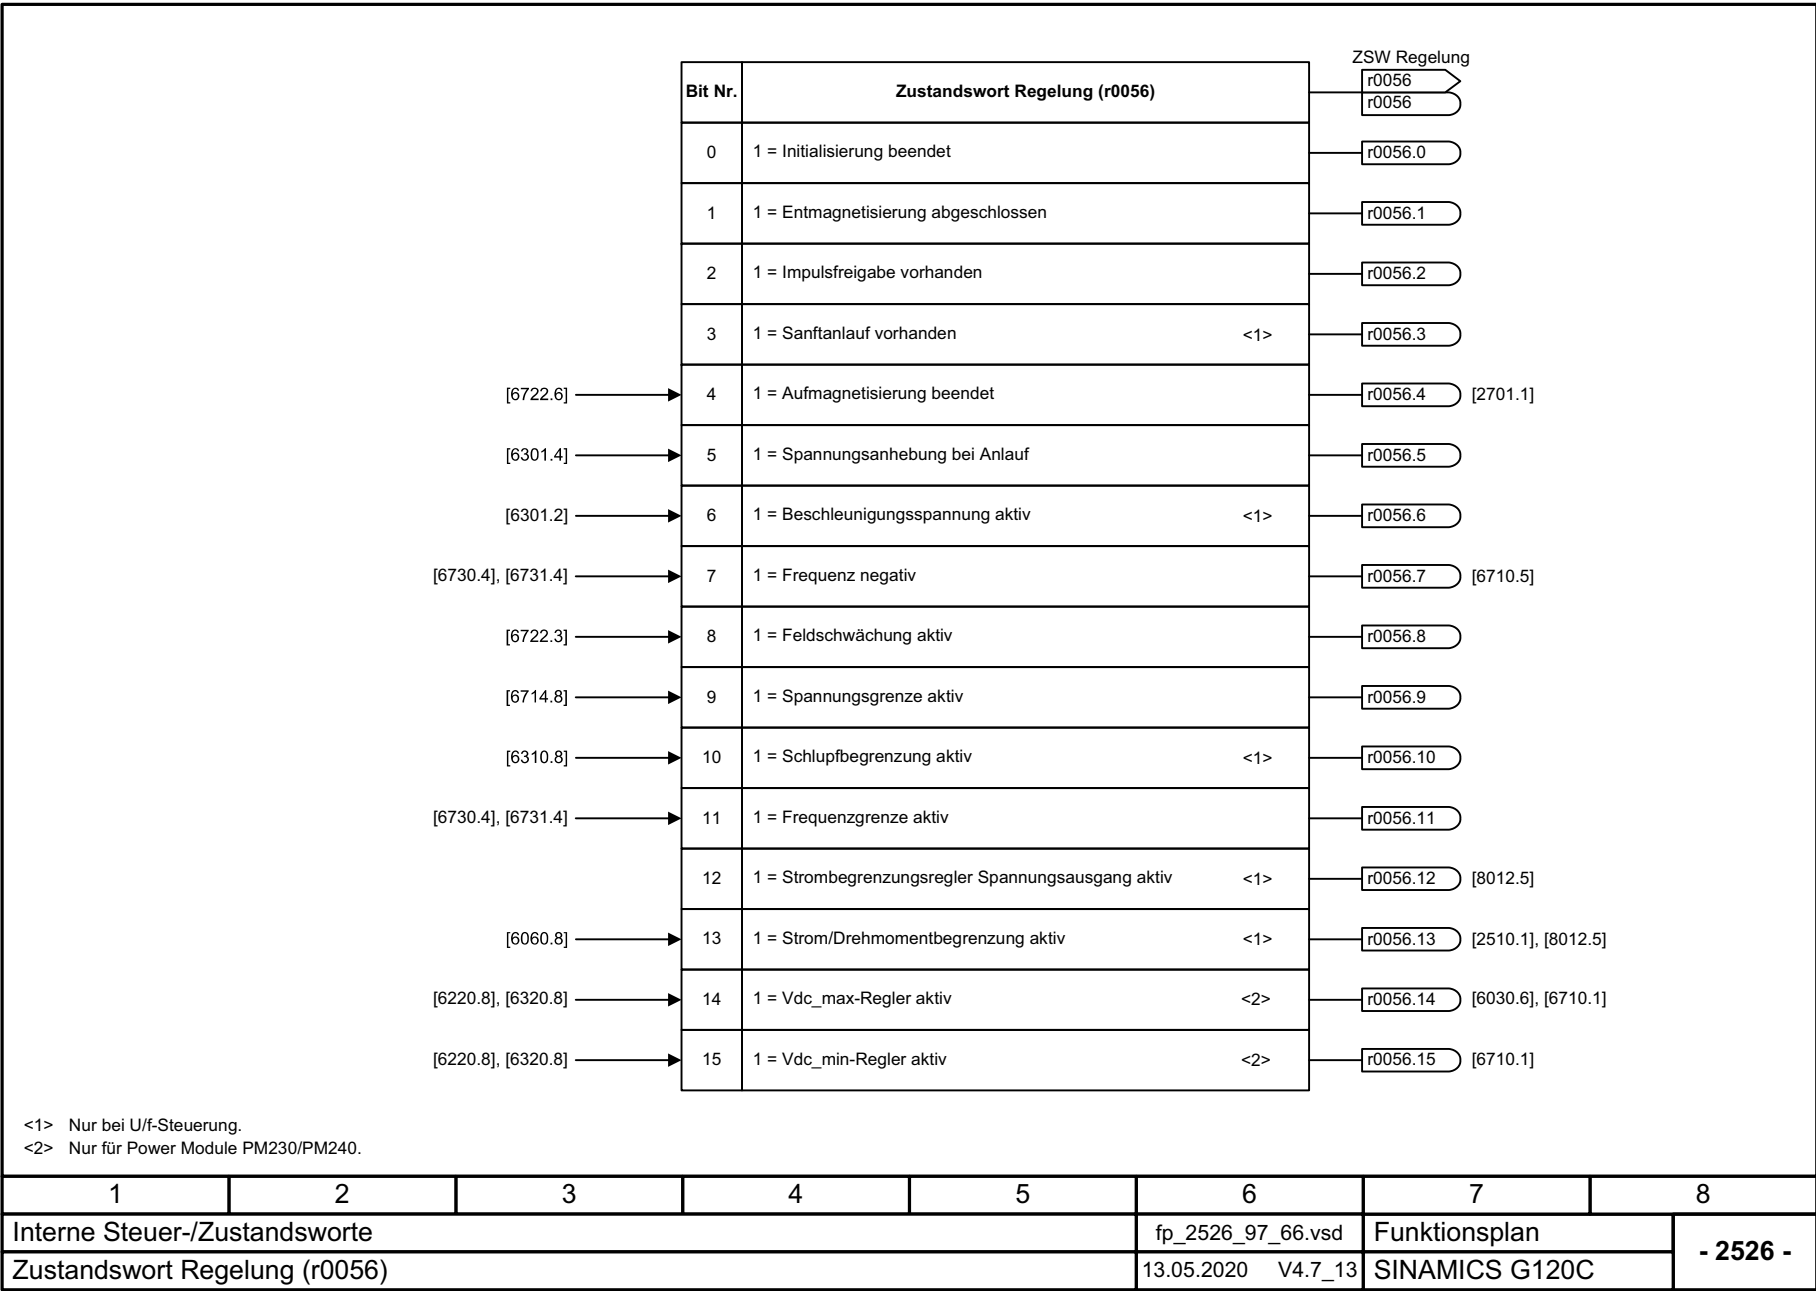 ZSW Regelung
Bit Nr. Zustandswort Regelung (r0056) r0056
r0056
0 1 = Initialisierung beendet r0056.0
1 1 = Entmagnetisierung abgeschlossen r0056.1
2 1 = Impulsfreigabe vorhanden r0056.2
3 1 = Sanftanlauf vorhanden <1> r0056.3
[6722.6] 4 1 = Aufmagnetisierung beendet r0056.4 [2701.1]
[6301.4] 5 1 = Spannungsanhebung bei Anlauf r0056.5
[6301.2] 6 1 = Beschleunigungsspannung aktiv <1> r0056.6
[6730.4], [6731.4] 7 1 = Frequenz negativ r0056.7 [6710.5]
[6722.3] 8 1 = Feldschwächung aktiv r0056.8
[6714.8] 9 1 = Spannungsgrenze aktiv r0056.9
[6310.8] 10 1 = Schlupfbegrenzung aktiv <1> r0056.10
[6730.4], [6731.4] 11 1 = Frequenzgrenze aktiv r0056.11
12 1 = Strombegrenzungsregler Spannungsausgang aktiv <1> r0056.12 [8012.5]
[6060.8] 13 1 = Strom/Drehmomentbegrenzung aktiv <1> r0056.13 [2510.1], [8012.5]
[6220.8], [6320.8] 14 1 = Vdc_max-Regler aktiv <2> r0056.14 [6030.6], [6710.1]
[6220.8], [6320.8] 15 1 = Vdc_min-Regler aktiv <2> r0056.15 [6710.1]
<1> Nur bei U/f-Steuerung.
<2> Nur für Power Module PM230/PM240.
1 2 3 4 5 6 7 8
Interne Steuer-/Zustandsworte fp_2526_97_66.vsd Funktionsplan - 2526 -
Zustandswort Regelung (r0056) 13.05.2020 V4.7_13 SINAMICS G120C